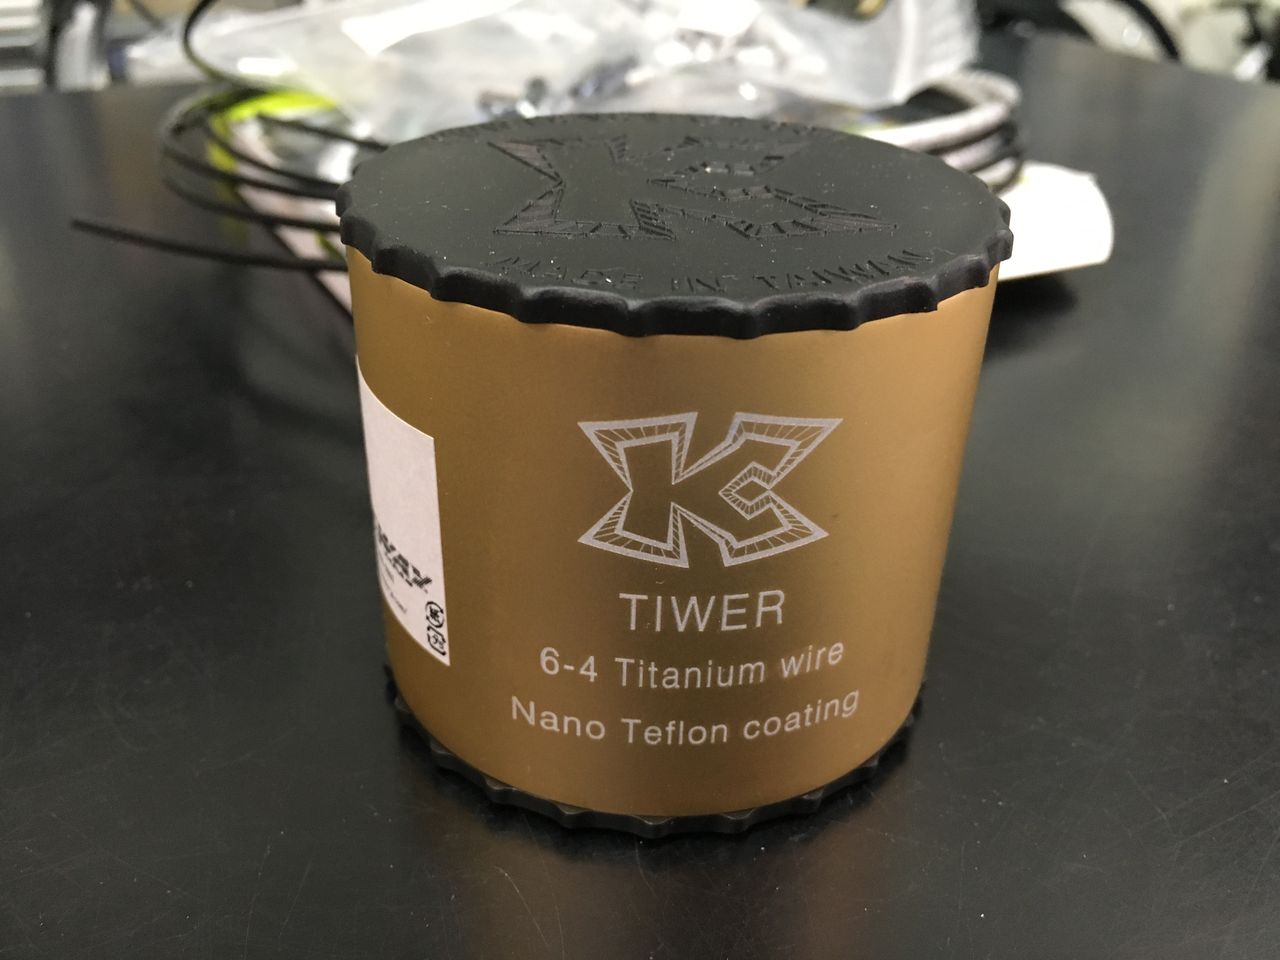 MADE IN TAIWAN
K
TIWER
6-4 Titanium wire
Nano Teflon coating